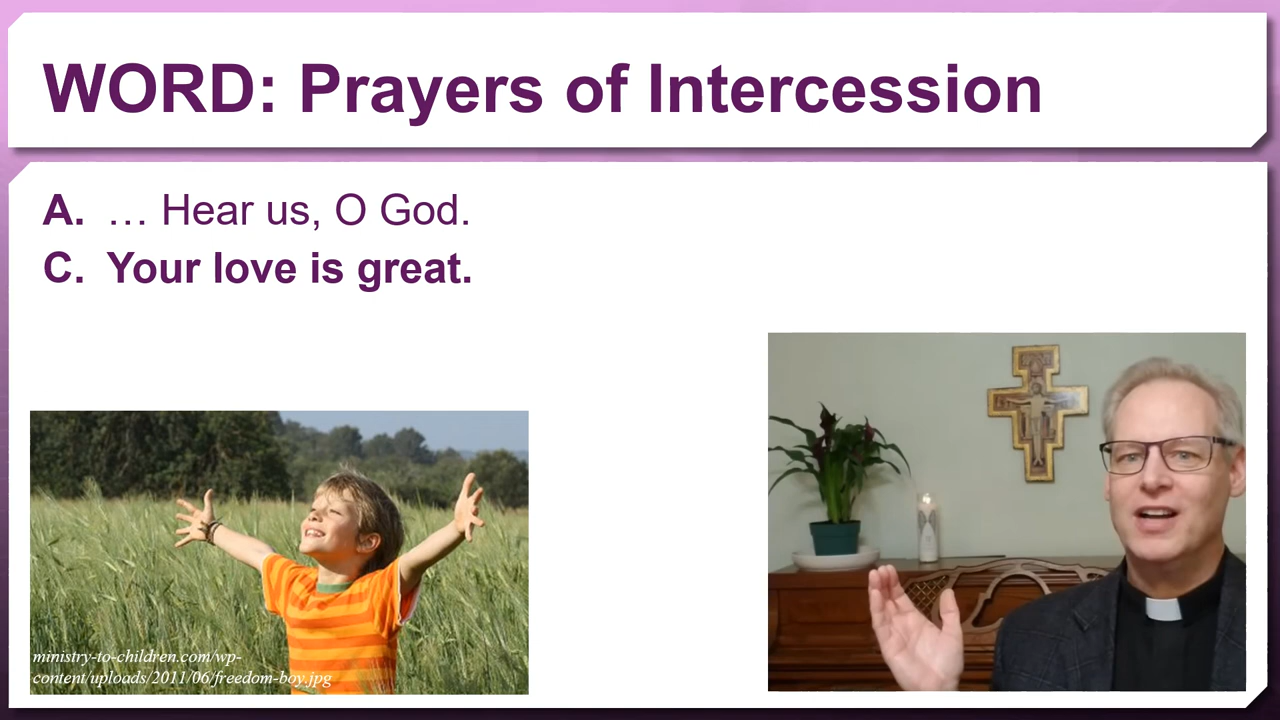 WORD: Prayers of Intercession
A. … Hear us, O God.
C. Your love is great.
ministry-to-children.com/wp-
content/uploads/2011/06/freedom-boy.jpg